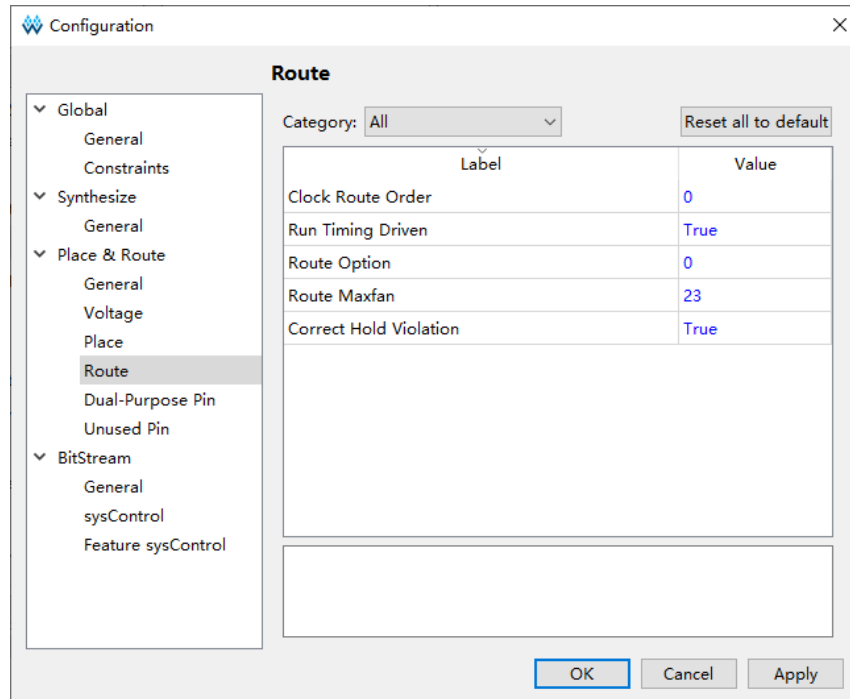 Configuration
Route
Global
General
Constraints
Synthesize
General
Place & Route
General
Voltage
Place
Route
Dual-Purpose Pin
Unused Pin
BitStream
General
sysControl
Feature sysControl
Category: All
Reset all to default
Label Value
Clock Route Order 0
Run Timing Driven True
Route Option 0
Route Maxfan 23
Correct Hold Violation True
OK Cancel Apply